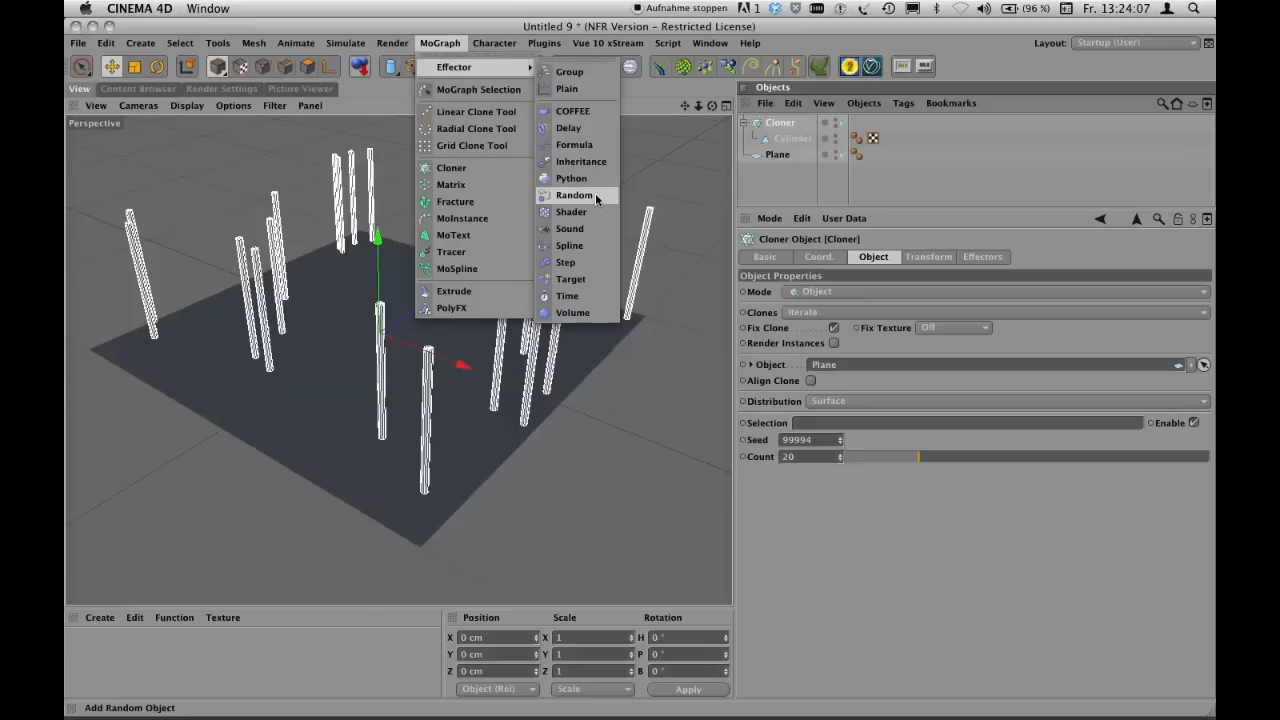 CINEMA 4D Window Aufnahme stoppen 1 (96 %) Fr. 13:24:07
Untitled 9 * (NFR Version - Restricted License)
File Edit Create Select Tools Mesh Animate Simulate Render MoGraph Character Plugins Vue 10 xStream Script Window Help Layout: Startup (User)
View Content Browser Render Settings Picture Viewer
View Cameras Display Options Filter Panel
Perspective
Effector
MoGraph Selection
Linear Clone Tool
Radial Clone Tool
Grid Clone Tool
Cloner
Matrix
Fracture
MoInstance
MoText
Tracer
MoSpline
Extrude
PolyFX
Group
Plain
COFFEE
Delay
Formula
Inheritance
Python
Random
Shader
Sound
Spline
Step
Target
Time
Volume
Objects
File Edit View Objects Tags Bookmarks
Cloner
Cylinder
Plane
Mode Edit User Data
Cloner Object [Cloner]
Basic Coord. Object Transform Effectors
Object Properties
Mode Object
Clones Iterate
Fix Clone Fix Texture Off
Render Instances
Object Plane
Align Clone
Distribution Surface
Selection Enable
Seed 99994
Count 20
Create Edit Function Texture
Position Scale Rotation
X 0 cm X 1 H 0 °
Y 0 cm Y 1 P 0 °
Z 0 cm Z 1 B 0 °
Object (Rel) Scale Apply
Add Random Object